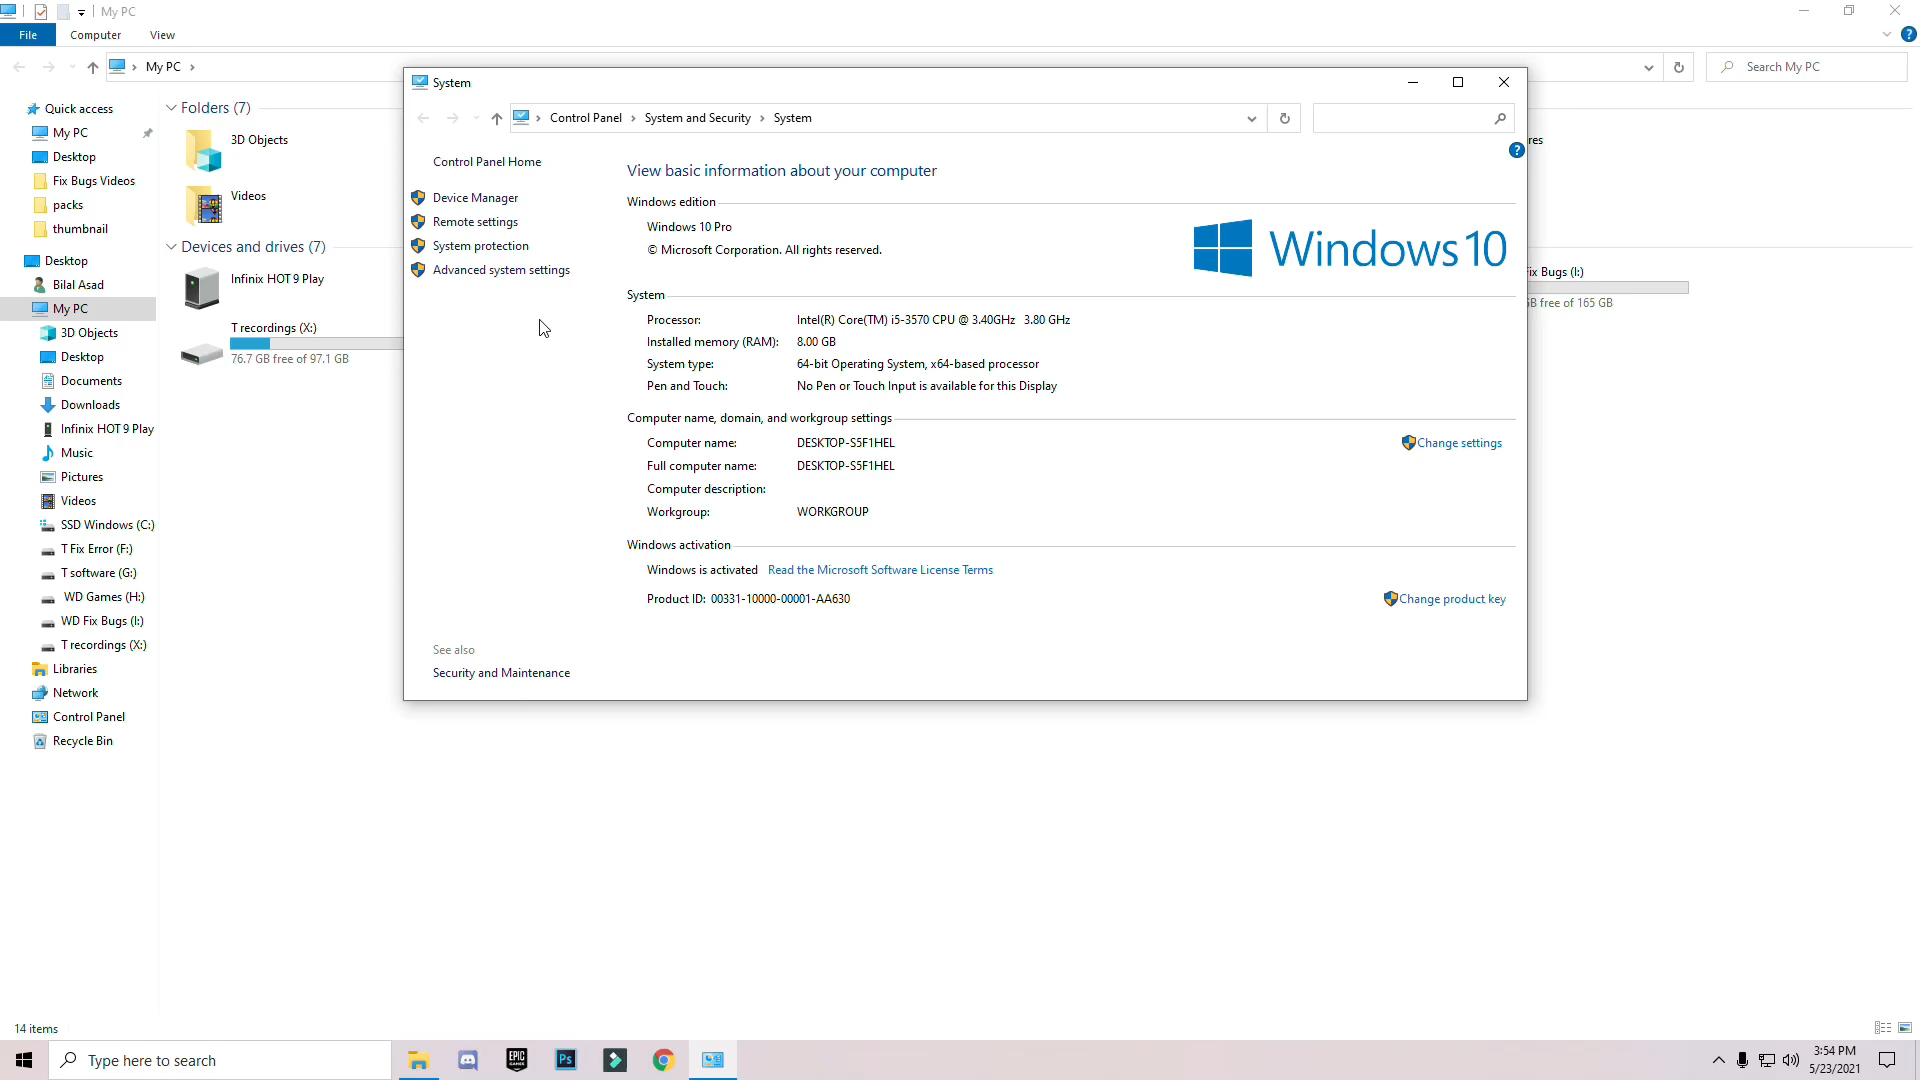 My PC
File Computer View
My PC
Search My PC
Quick access
My PC
Desktop
Fix Bugs Videos
packs
thumbnail
Desktop
Bilal Asad
My PC
3D Objects
Desktop
Documents
Downloads
Infinix HOT 9 Play
Music
Pictures
Videos
SSD Windows (C:)
T Fix Error (F:)
T software (G:)
WD Games (H:)
WD Fix Bugs (I:)
T recordings (X:)
Libraries
Network
Control Panel
Recycle Bin
Folders (7)
3D Objects
Videos
Devices and drives (7)
Infinix HOT 9 Play
T recordings (X:)
76.7 GB free of 97.1 GB
System
Control Panel System and Security System
Control Panel Home
Device Manager
Remote settings
System protection
Advanced system settings
See also
Security and Maintenance
View basic information about your computer
Windows edition
Windows 10 Pro
© Microsoft Corporation. All rights reserved.
Windows 10
System
Processor: Intel(R) Core(TM) i5-3570 CPU @ 3.40GHz 3.80 GHz
Installed memory (RAM): 8.00 GB
System type: 64-bit Operating System, x64-based processor
Pen and Touch: No Pen or Touch Input is available for this Display
Computer name, domain, and workgroup settings
Computer name: DESKTOP-S5F1HEL
Change settings
Full computer name: DESKTOP-S5F1HEL
Computer description:
Workgroup: WORKGROUP
Windows activation
Windows is activated Read the Microsoft Software License Terms
Product ID: 00331-10000-00001-AA630
Change product key
res
ix Bugs (I:)
GB free of 165 GB
14 items
Type here to search
EPIC GAMES
Ps
3:54 PM
5/23/2021